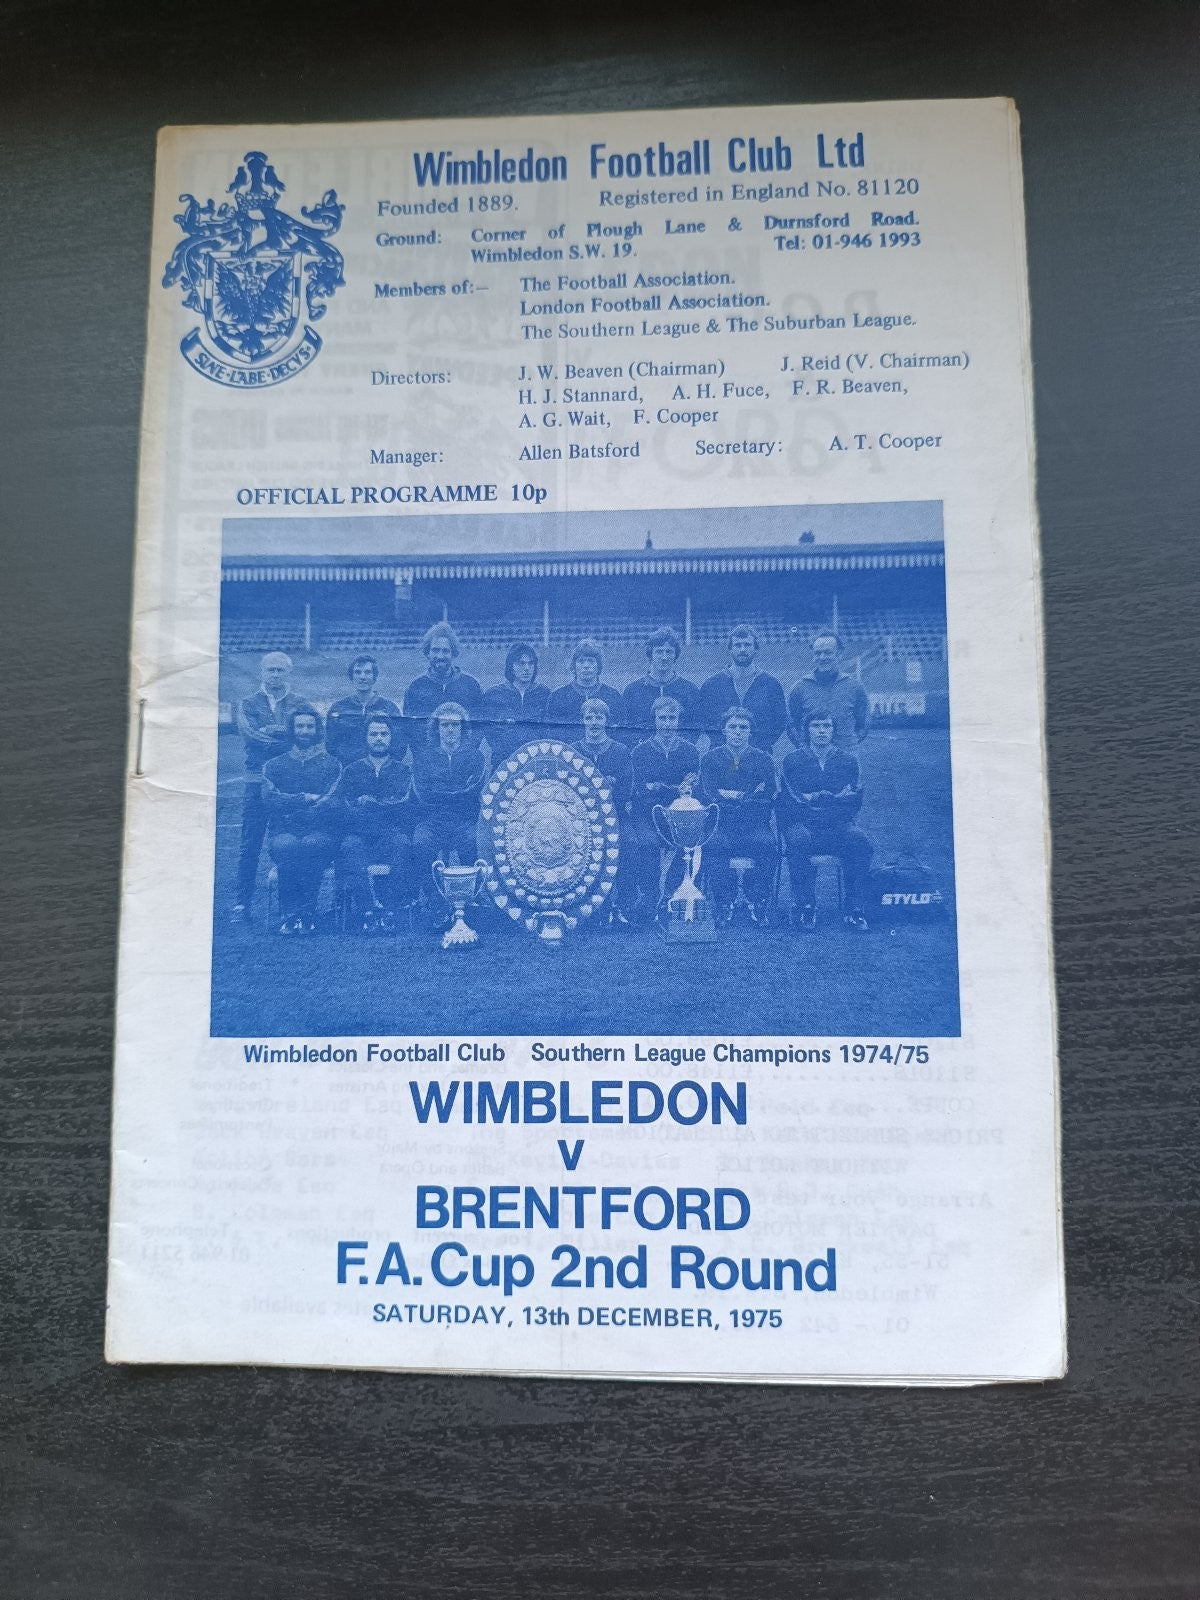 Wimbledon Football Club Ltd
Founded 1889. Registered in England No. 81120
Ground: Corner of Plough Lane & Durnsford Road.
Wimbledon S.W. 19. Tel: 01-946 1993
Members of:— The Football Association.
London Football Association.
The Southern League & The Suburban League.
Directors: J. W. Beaven (Chairman) J. Reid (V. Chairman)
H. J. Stannard, A. H. Fuce, F. R. Beaven,
A. G. Wait, F. Cooper
Manager: Allen Batsford Secretary: A. T. Cooper
SINE·LABE·DECVS·
OFFICIAL PROGRAMME 10p
STYLO
Wimbledon Football Club Southern League Champions 1974/75
WIMBLEDON
v
BRENTFORD
F.A. Cup 2nd Round
SATURDAY, 13th DECEMBER, 1975